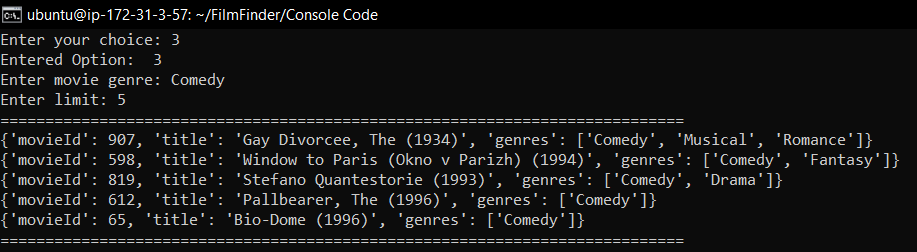 ubuntu@ip-172-31-3-57: ~/FilmFinder/Console Code
Enter your choice: 3
Entered Option:  3
Enter movie genre: Comedy
Enter limit: 5
====================================================================================
{'movieId': 907, 'title': 'Gay Divorcee, The (1934)', 'genres': ['Comedy', 'Musical', 'Romance']}
{'movieId': 598, 'title': 'Window to Paris (Okno v Parizh) (1994)', 'genres': ['Comedy', 'Fantasy']}
{'movieId': 819, 'title': 'Stefano Quantestorie (1993)', 'genres': ['Comedy', 'Drama']}
{'movieId': 612, 'title': 'Pallbearer, The (1996)', 'genres': ['Comedy']}
{'movieId': 65, 'title': 'Bio-Dome (1996)', 'genres': ['Comedy']}
====================================================================================